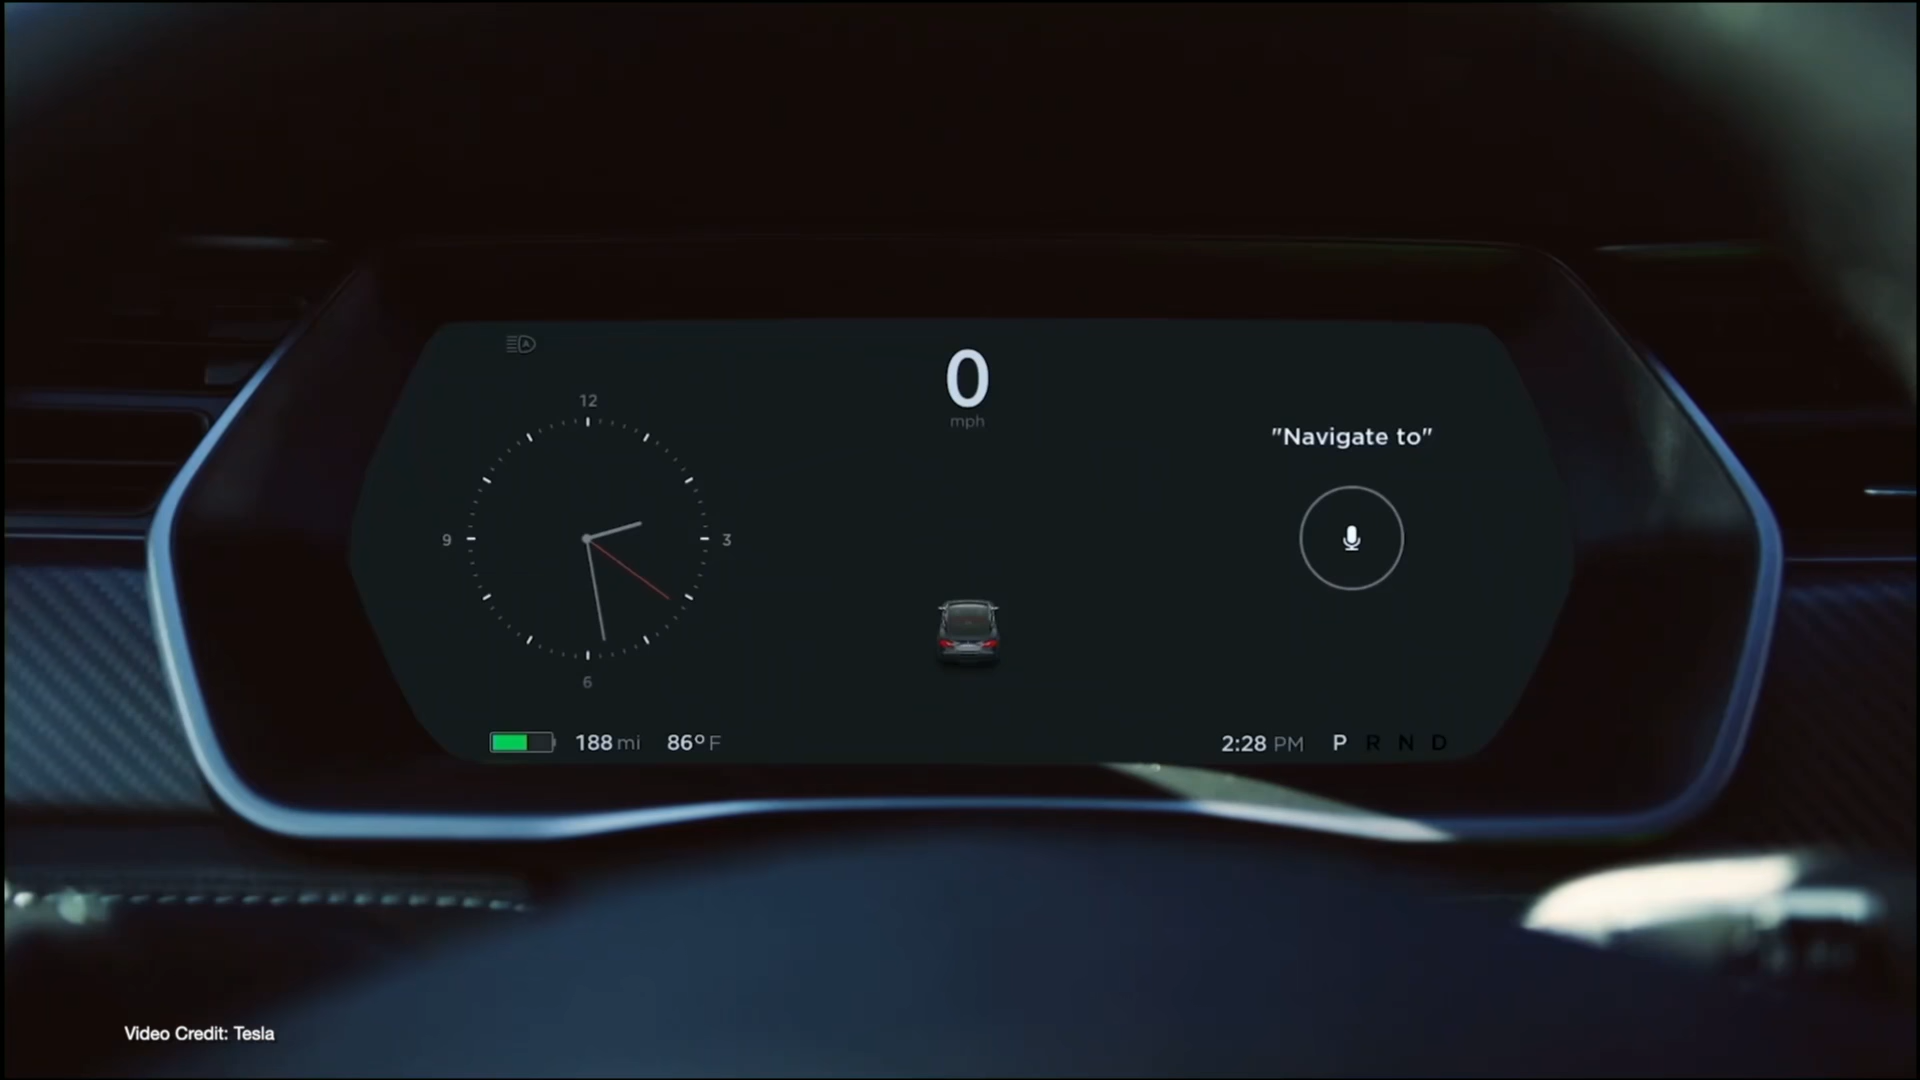 A
0
mph
12
9
3
6
"Navigate to"
188 mi
86° F
2:28 PM
P R N D
Video Credit: Tesla